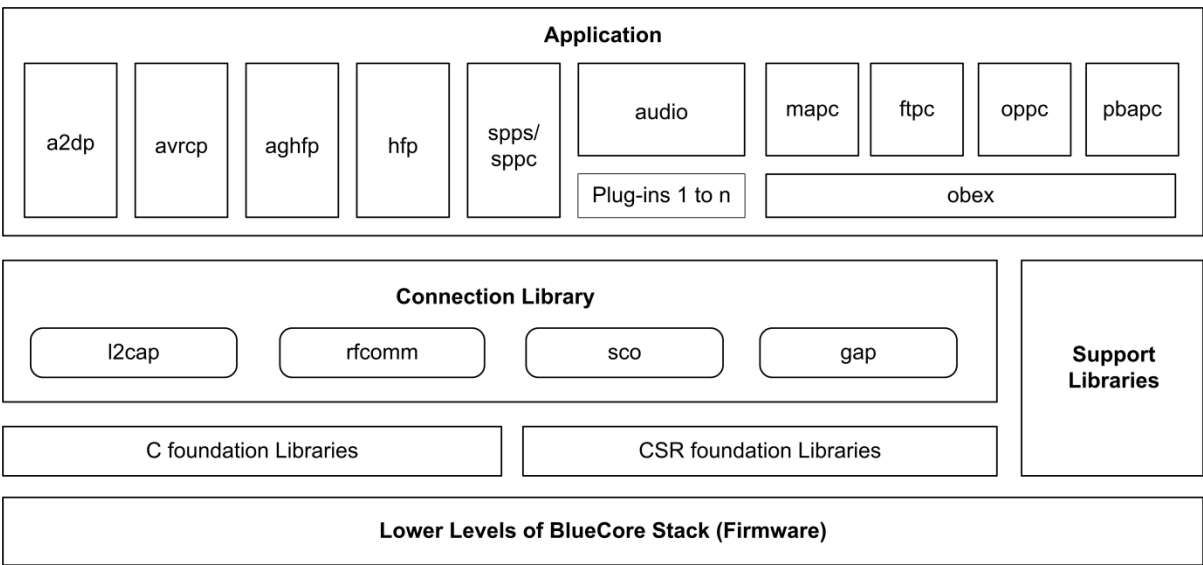 Application
a2dp
avrcp
aghfp
hfp
spps/
sppc
audio
Plug-ins 1 to n
mapc
ftpc
oppc
pbapc
obex
Connection Library
l2cap
rfcomm
sco
gap
Support
Libraries
C foundation Libraries
CSR foundation Libraries
Lower Levels of BlueCore Stack (Firmware)